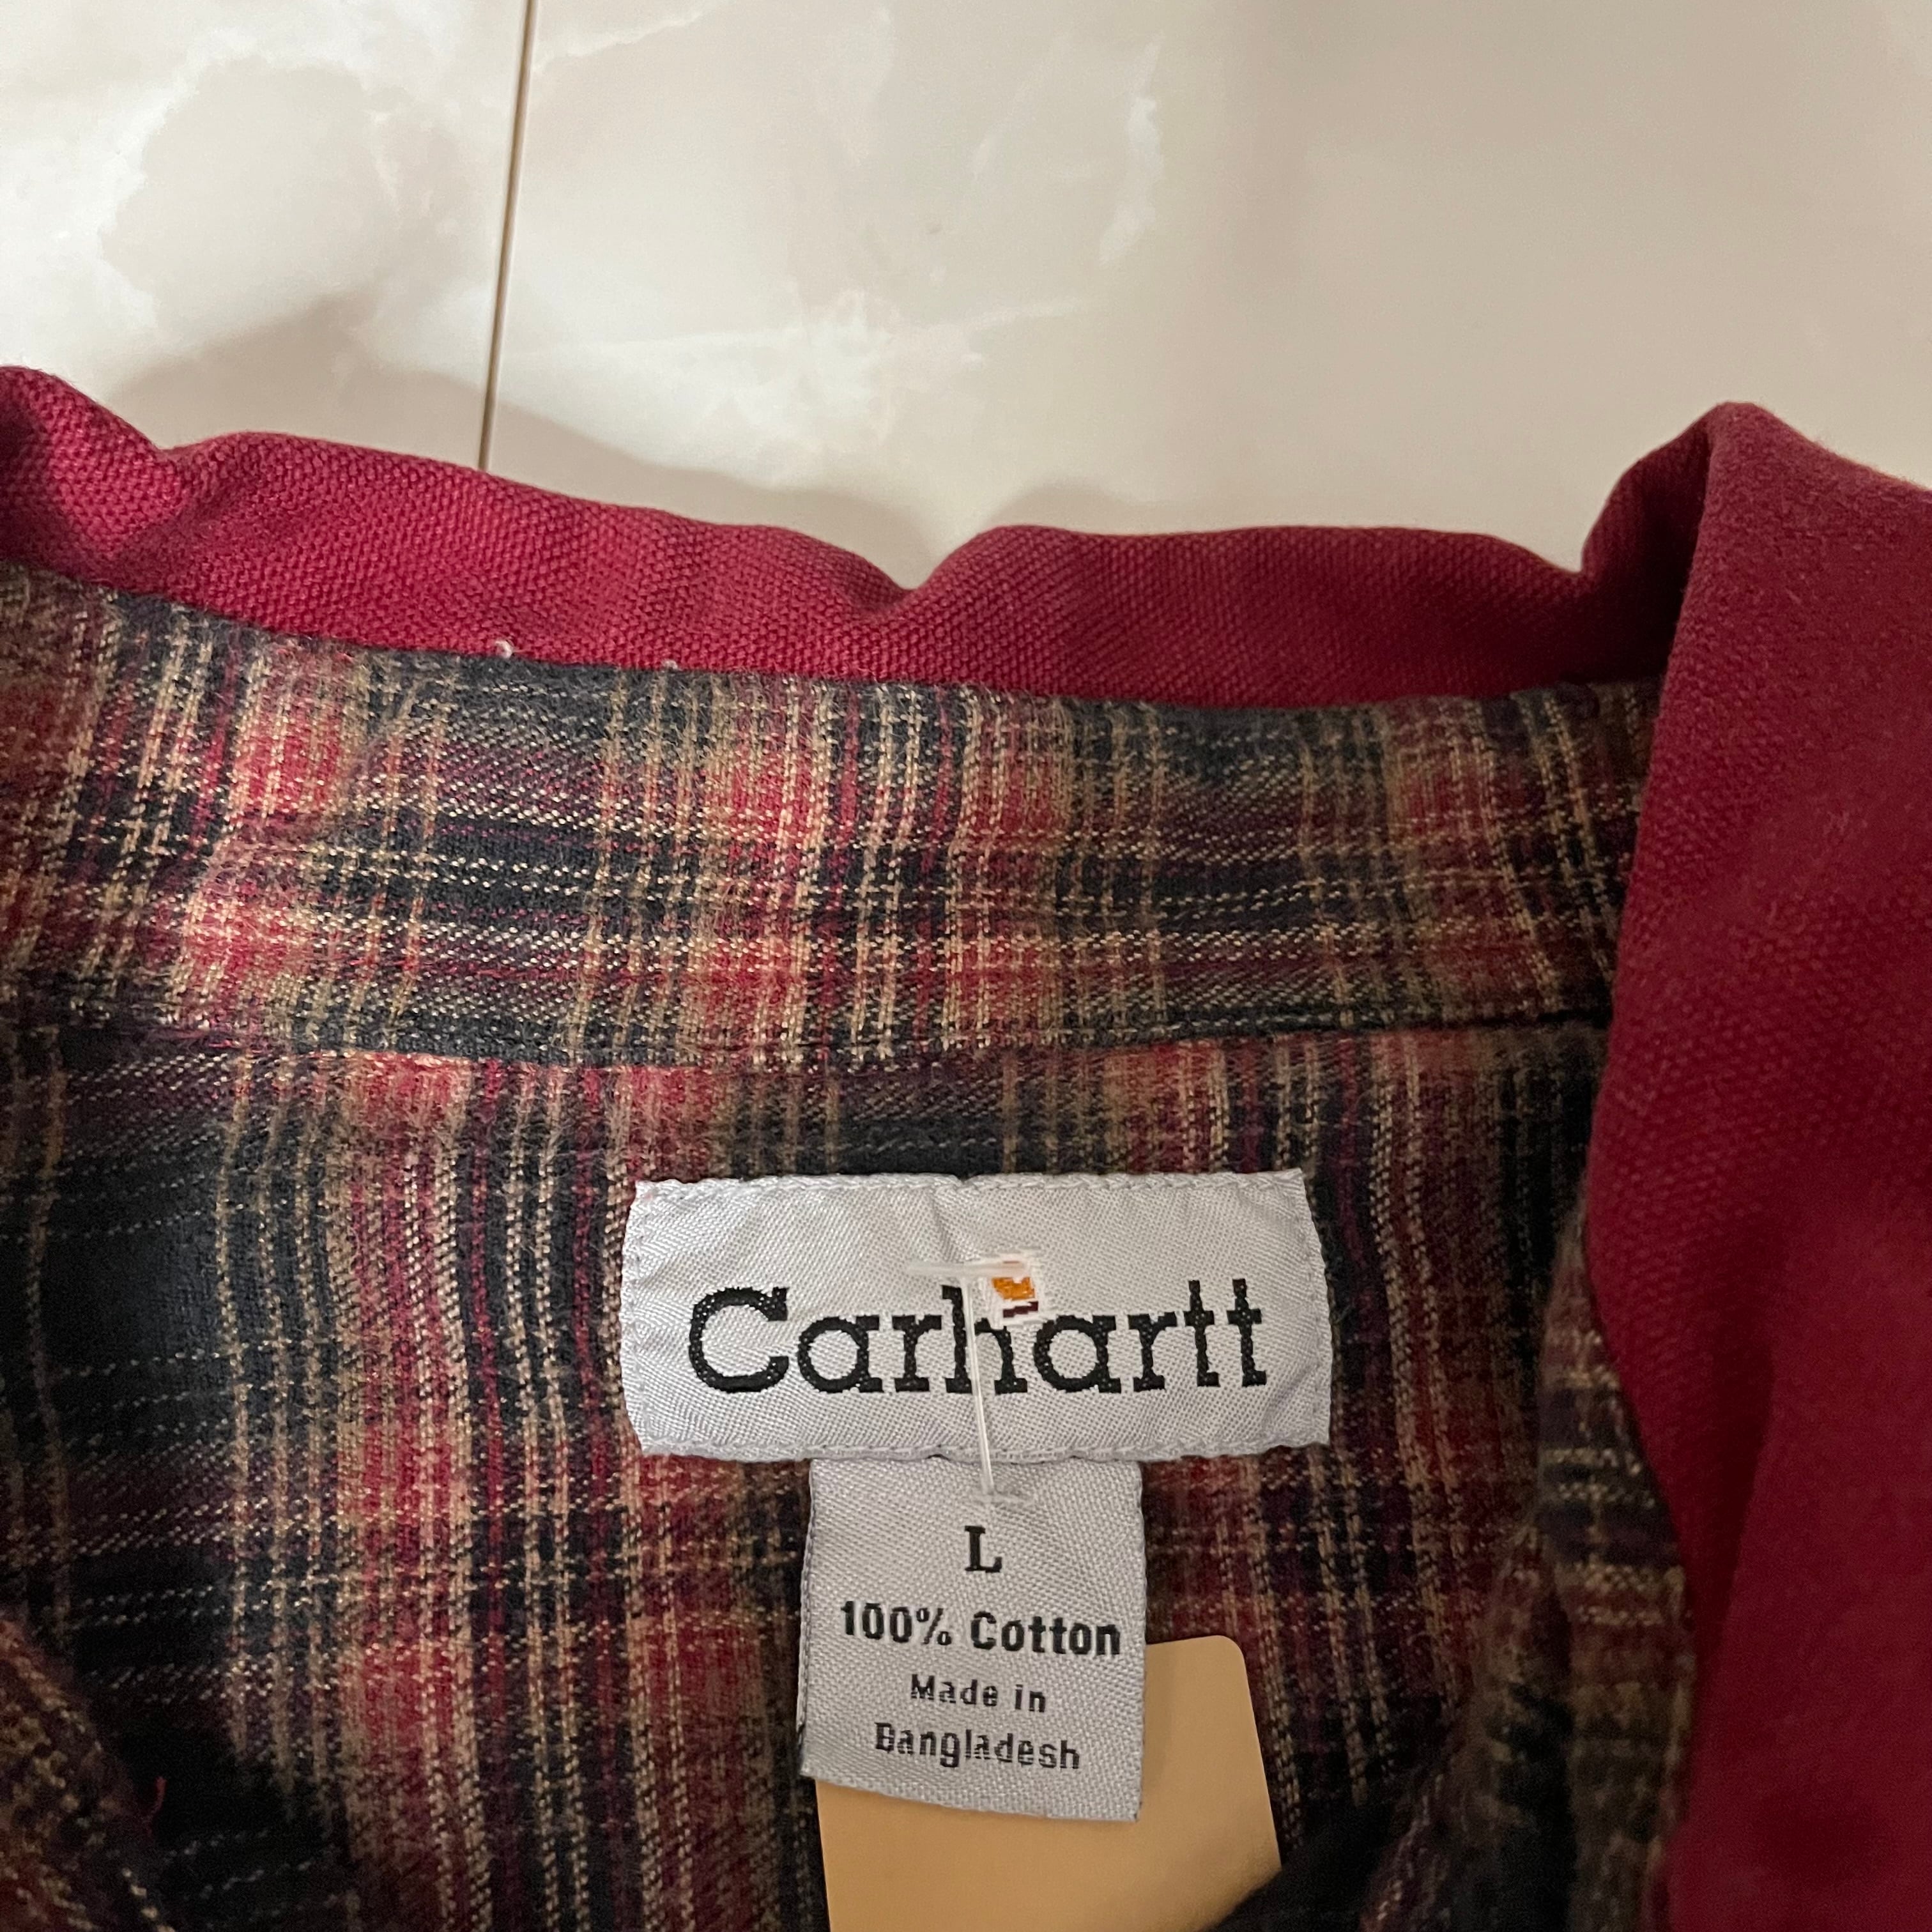 Carhartt
L
100% Cotton
Made in
Bangladesh